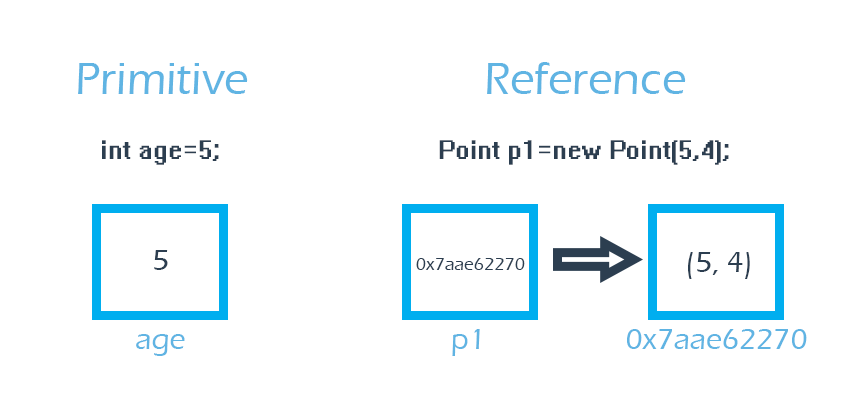 Primitive
int age=5;
5
age
Reference
Point p1=new Point(5,4);
0x7aae62270
(5, 4)
p1
0x7aae62270